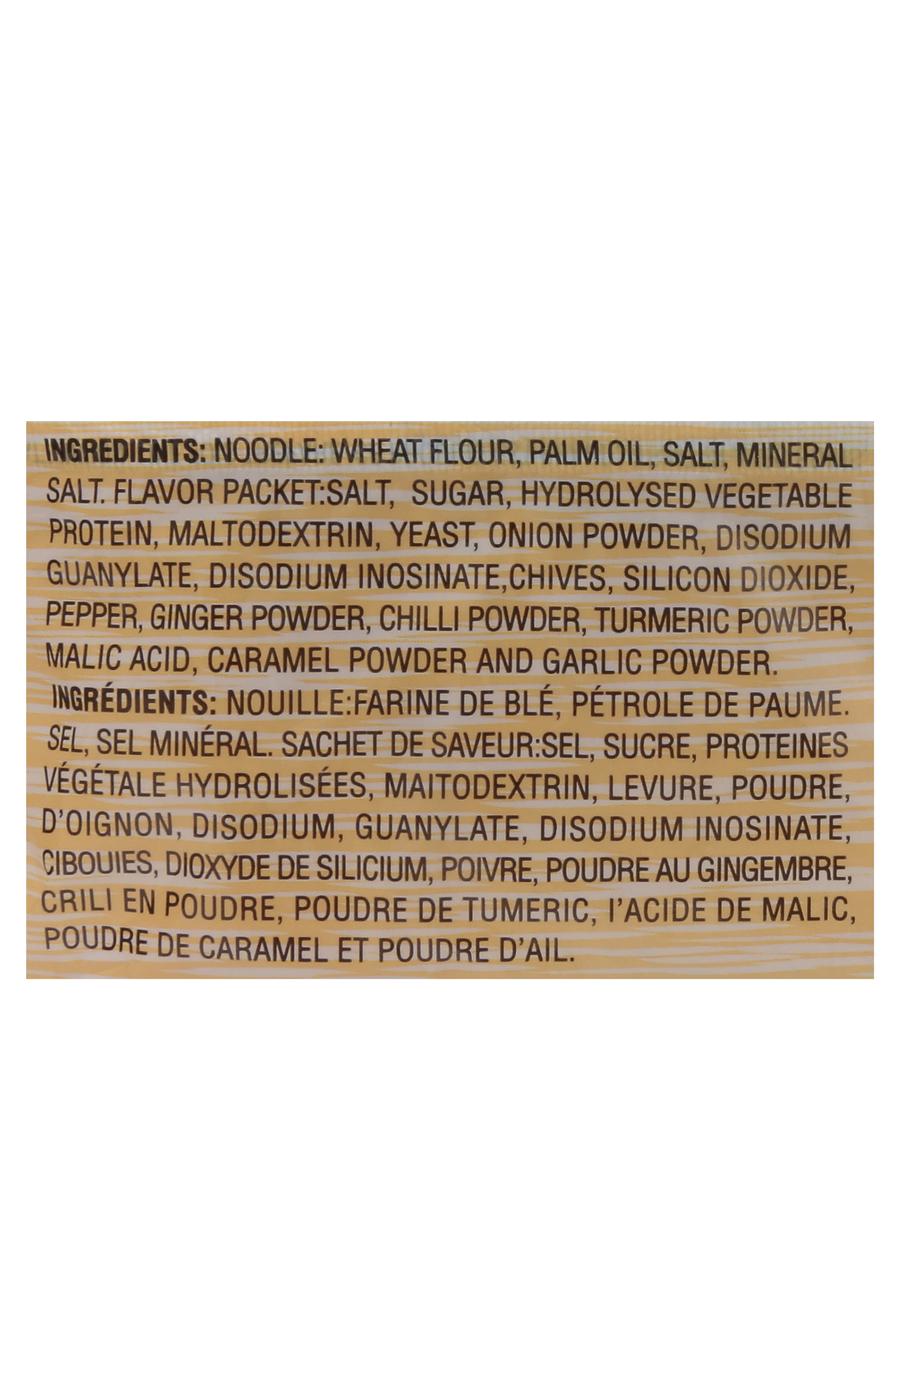 INGREDIENTS: NOODLE: WHEAT FLOUR, PALM OIL, SALT, MINERAL
SALT. FLAVOR PACKET:SALT, SUGAR, HYDROLYSED VEGETABLE
PROTEIN, MALTODEXTRIN, YEAST, ONION POWDER, DISODIUM
GUANYLATE, DISODIUM INOSINATE,CHIVES, SILICON DIOXIDE,
PEPPER, GINGER POWDER, CHILLI POWDER, TURMERIC POWDER,
MALIC ACID, CARAMEL POWDER AND GARLIC POWDER.
INGRÉDIENTS: NOUILLE:FARINE DE BLÉ, PÉTROLE DE PAUME.
SEL, SEL MINÉRAL. SACHET DE SAVEUR:SEL, SUCRE, PROTEINES
VÉGÉTALE HYDROLISÉES, MAITODEXTRIN, LEVURE, POUDRE,
D'OIGNON, DISODIUM, GUANYLATE, DISODIUM INOSINATE,
CIBOUIES, DIOXYDE DE SILICIUM, POIVRE, POUDRE AU GINGEMBRE,
CRILI EN POUDRE, POUDRE DE TUMERIC, I'ACIDE DE MALIC,
POUDRE DE CARAMEL ET POUDRE D'AIL.